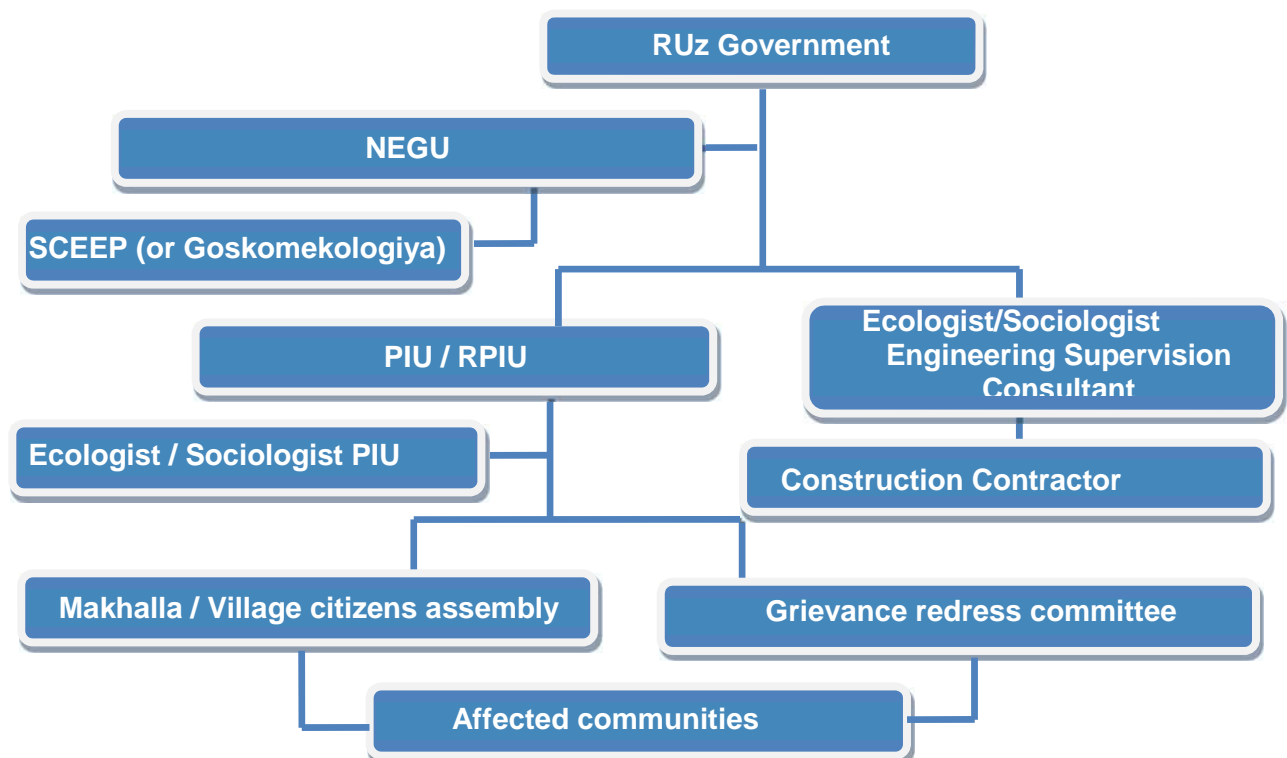 RUz Government
NEGU
SCEEP (or Goskomekologiya)
PIU / RPIU
Ecologist/Sociologist
Engineering Supervision
Consultant
Ecologist / Sociologist PIU
Construction Contractor
Makhalla / Village citizens assembly
Grievance redress committee
Affected communities